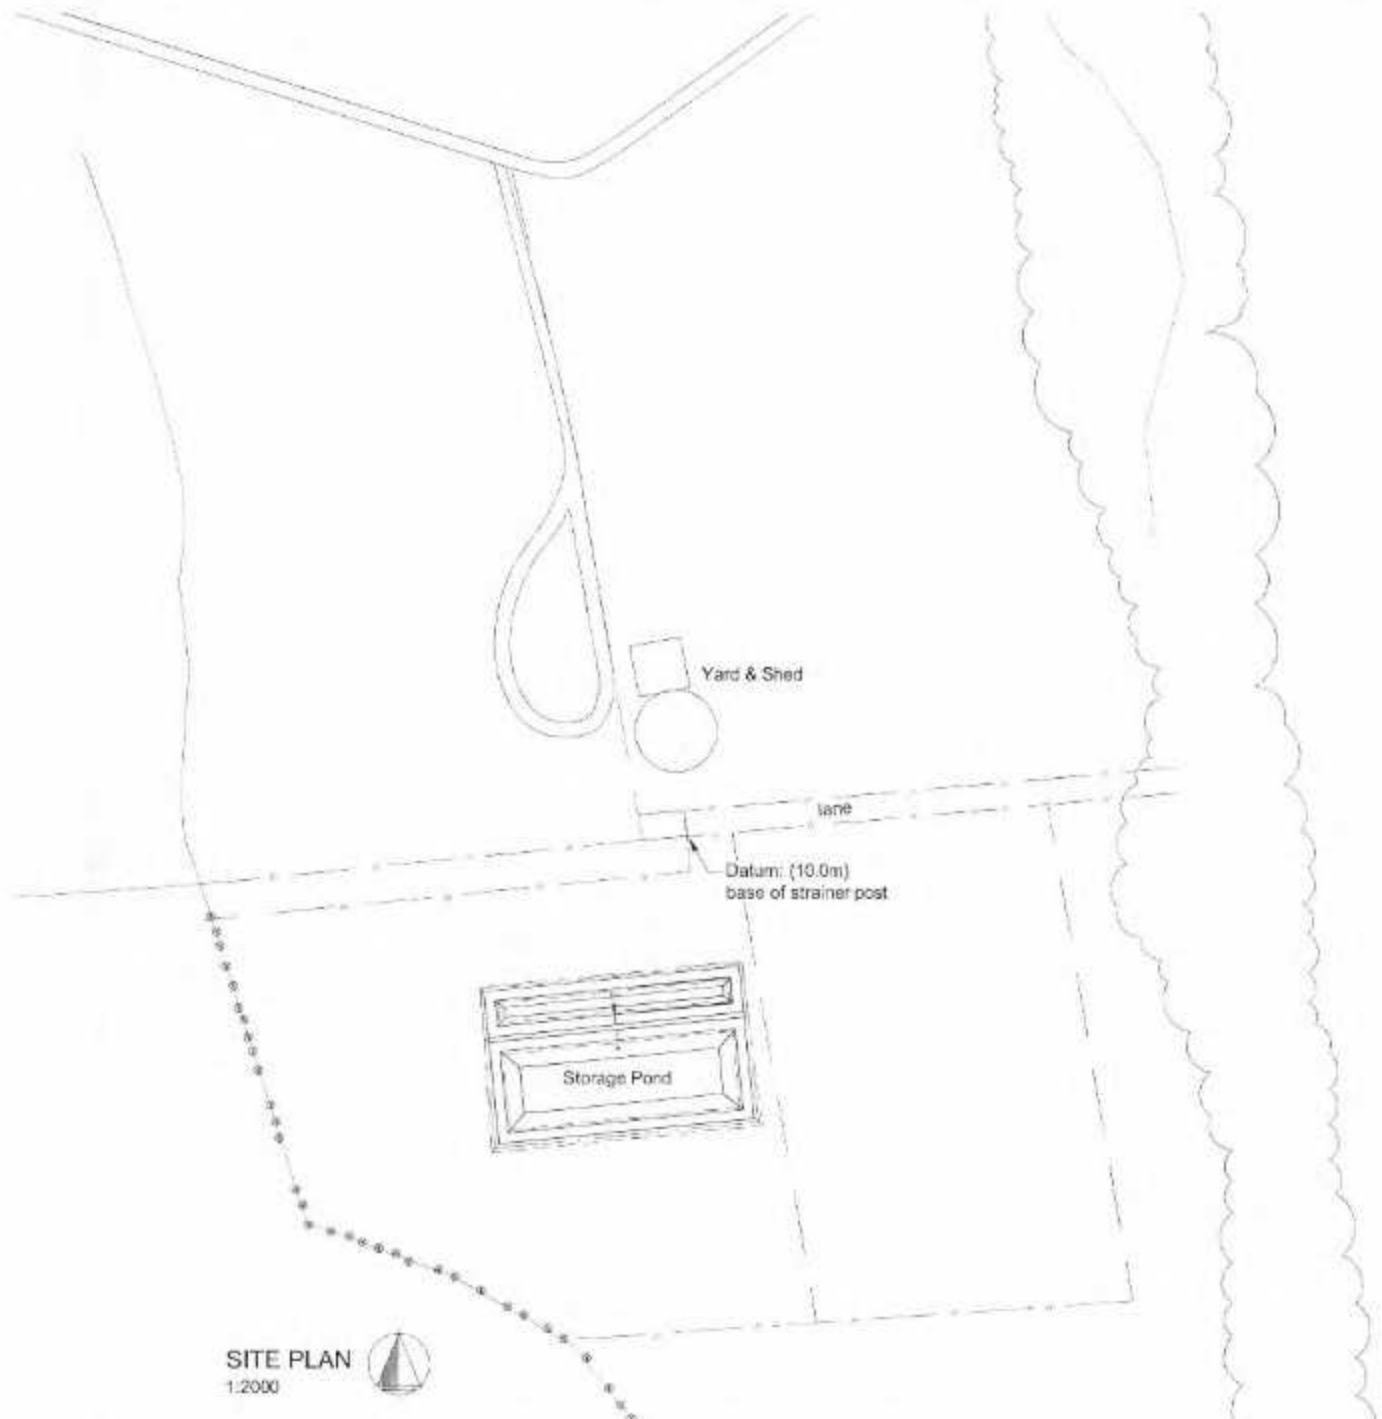 Yard & Shed
lane
Datum: (10.0m)
base of strainer post
Storage Pond
SITE PLAN
1:2000